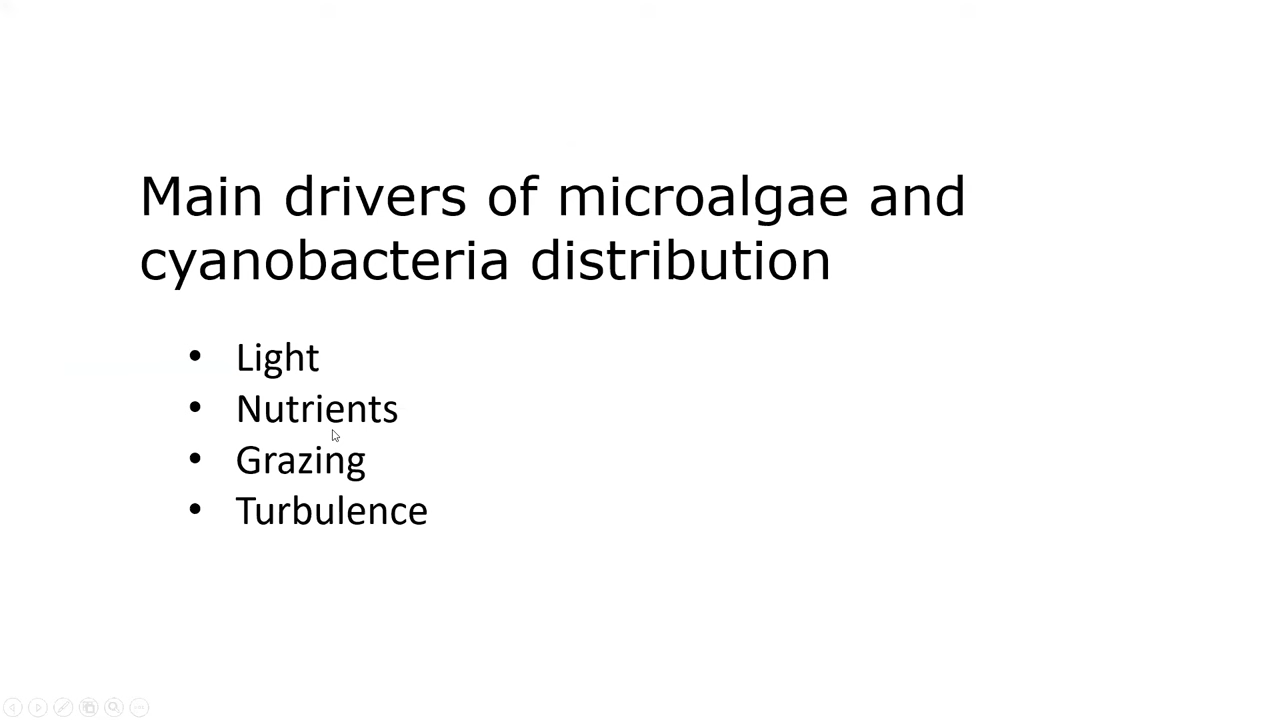 Main drivers of microalgae and
cyanobacteria distribution
• Light
• Nutrients
• Grazing
• Turbulence